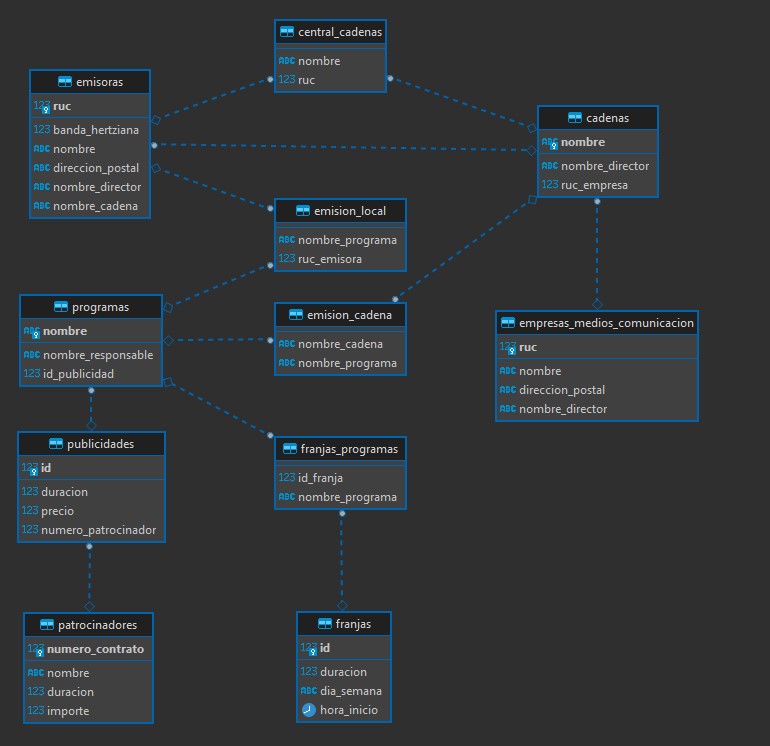 central_cadenas
ABC nombre
123 ruc
emisoras
123 ruc
123 banda_hertziana
ABC nombre
ABC direccion_postal
ABC nombre_director
ABC nombre_cadena
cadenas
ABC nombre
ABC nombre_director
123 ruc_empresa
emision_local
ABC nombre_programa
123 ruc_emisora
programas
ABC nombre
ABC nombre_responsable
123 id_publicidad
emision_cadena
ABC nombre_cadena
ABC nombre_programa
empresas_medios_comunicacion
123 ruc
ABC nombre
ABC direccion_postal
ABC nombre_director
publicidades
123 id
123 duracion
123 precio
123 numero_patrocinador
franjas_programas
123 id_franja
ABC nombre_programa
patrocinadores
123 numero_contrato
ABC nombre
123 duracion
123 importe
franjas
123 id
123 duracion
ABC dia_semana
hora_inicio